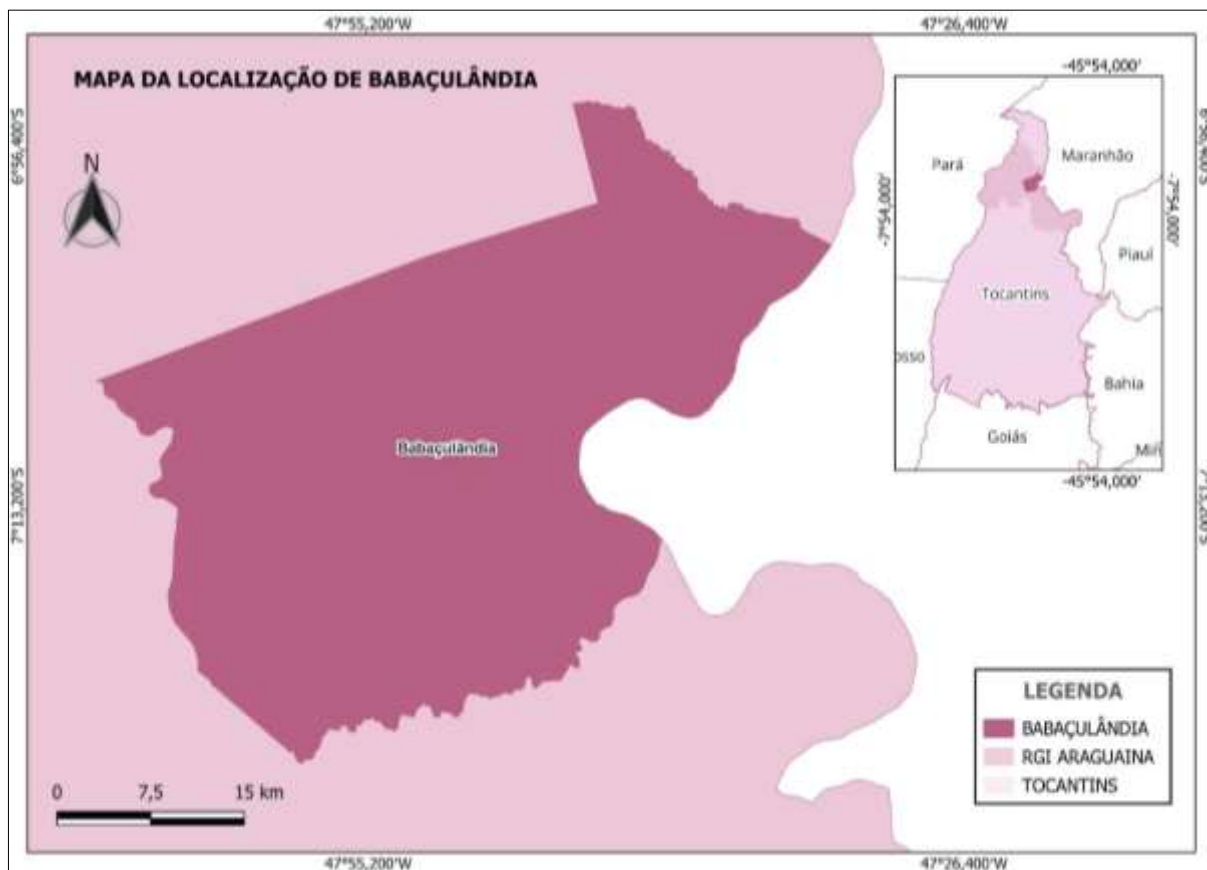 47°55,200'W
47°26,400'W
MAPA DA LOCALIZAÇÃO DE BABAÇULÂNDIA
-45°54,000'
6°56,400'S
6°56,400'S
N
Pará
Maranhão
-7°54,000'
-7°54,000'
Piauí
Tocantins
osso
Bahia
Goiás
Mi
-45°54,000'
Babaçulândia
7°13,200'S
7°13,200'S
LEGENDA
BABAÇULÂNDIA
RGI ARAGUAINA
TOCANTINS
0 7,5 15 km
47°55,200'W
47°26,400'W